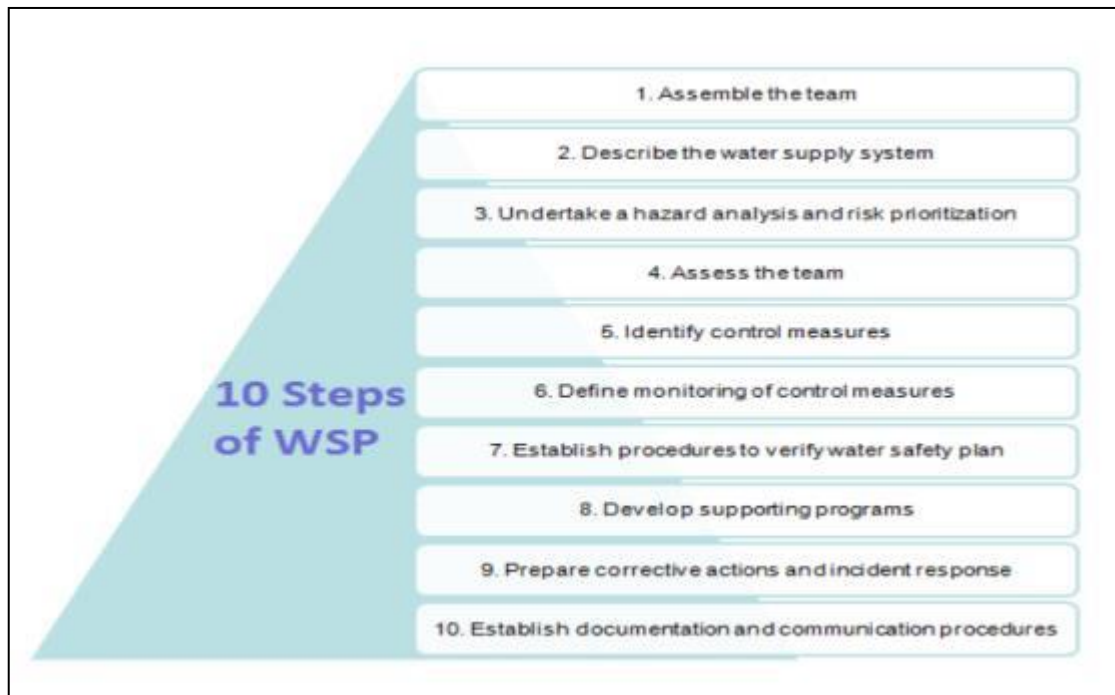 1. Assemble the team
2. Describe the water supply system
3. Undertake a hazard analysis and risk prioritization
4. Assess the team
5. Identify control measures
6. Define monitoring of control measures
7. Establish procedures to verify water safety plan
8. Develop supporting programs
9. Prepare corrective actions and incident response
10. Establish documentation and communication procedures
10 Steps
of WSP